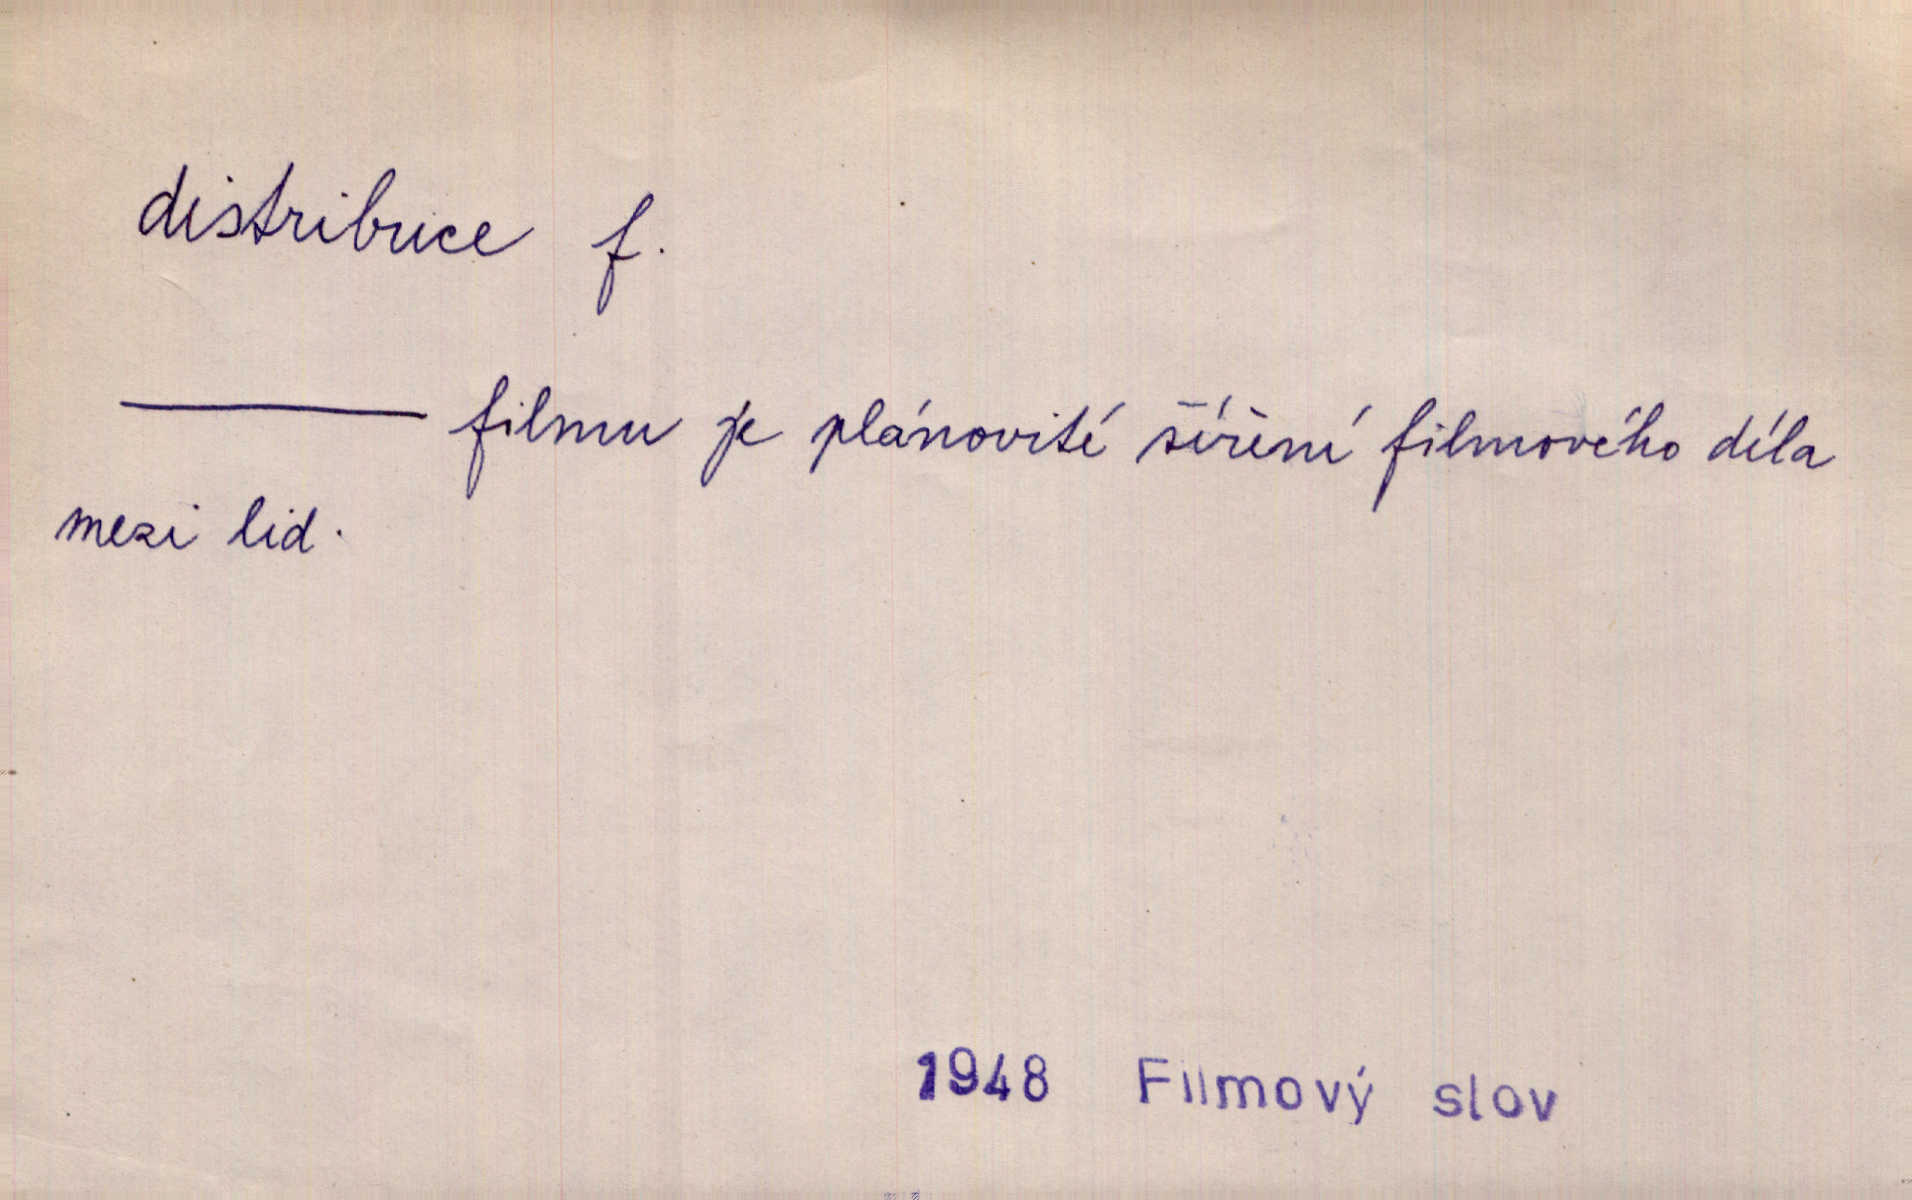 distribuce f.
——— filmu je plánovité šíření filmového díla
mezi lid.
1948 Filmový slov